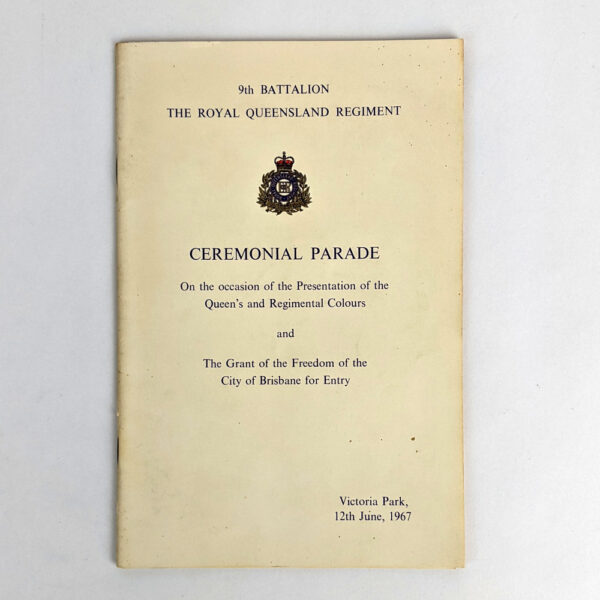 9th BATTALION
THE ROYAL QUEENSLAND REGIMENT
CEREMONIAL PARADE
On the occasion of the Presentation of the
Queen's and Regimental Colours
and
The Grant of the Freedom of the
City of Brisbane for Entry
Victoria Park,
12th June, 1967